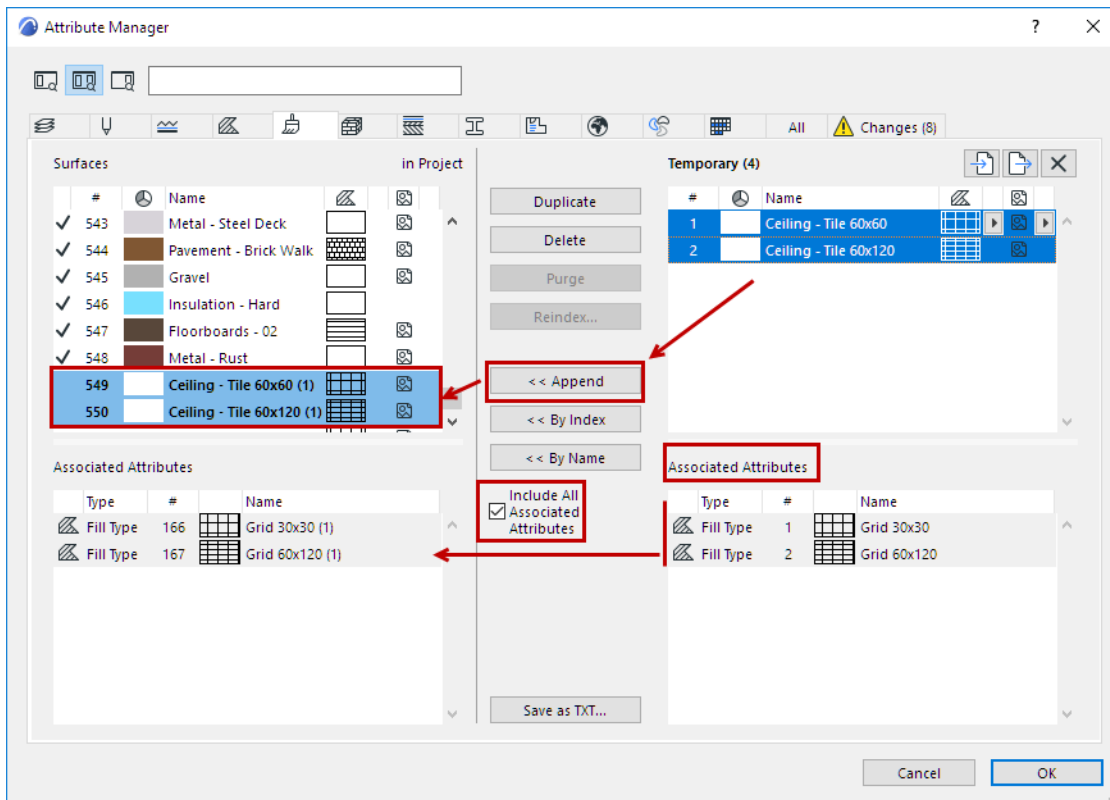 Attribute Manager
?
All
Changes (8)
Surfaces
in Project
# Name
543 Metal - Steel Deck
544 Pavement - Brick Walk
545 Gravel
546 Insulation - Hard
547 Floorboards - 02
548 Metal - Rust
549 Ceiling - Tile 60x60 (1)
550 Ceiling - Tile 60x120 (1)
Duplicate
Delete
Purge
Reindex...
<< Append
<< By Index
<< By Name
Include All
Associated
Attributes
Save as TXT...
Temporary (4)
# Name
1 Ceiling - Tile 60x60
2 Ceiling - Tile 60x120
Associated Attributes
Type # Name
Fill Type 166 Grid 30x30 (1)
Fill Type 167 Grid 60x120 (1)
Associated Attributes
Type # Name
Fill Type 1 Grid 30x30
Fill Type 2 Grid 60x120
Cancel
OK